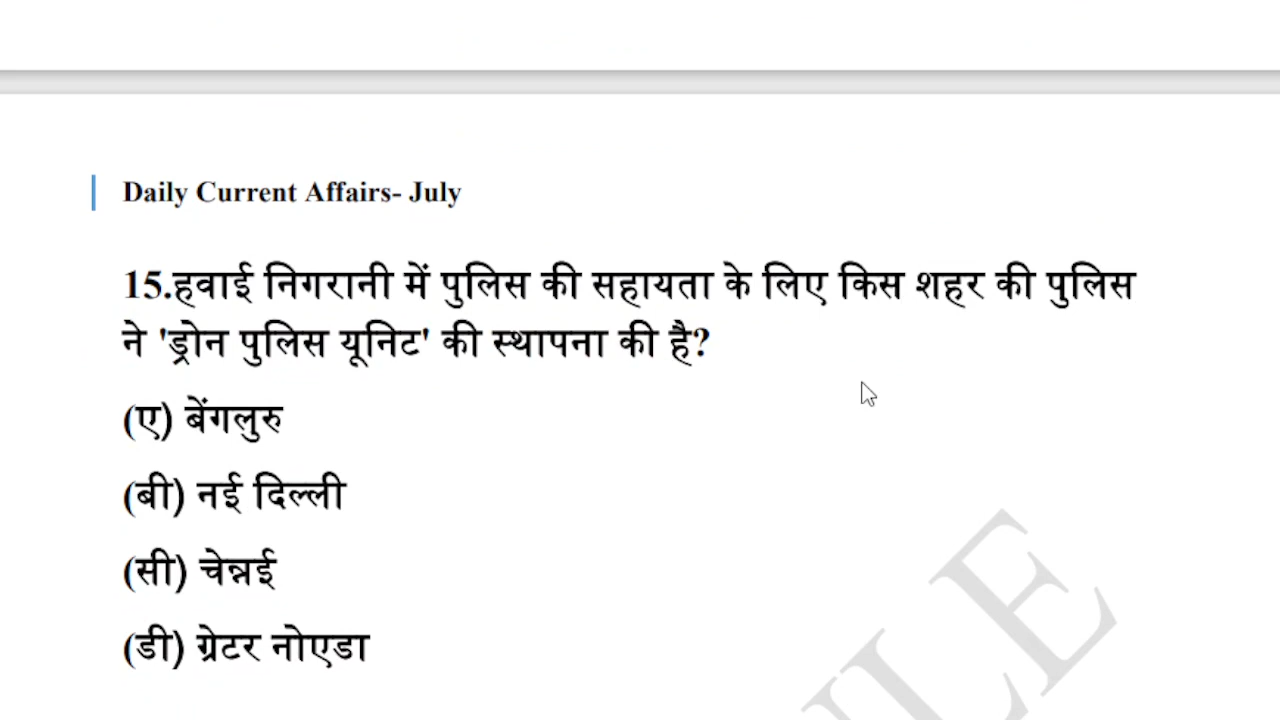 Daily Current Affairs- July
15.हवाई निगरानी में पुलिस की सहायता के लिए किस शहर की पुलिस
ने 'ड्रोन पुलिस यूनिट' की स्थापना की है?
(ए) बेंगलुरु
(बी) नई दिल्ली
(सी) चेन्नई
(डी) ग्रेटर नोएडा